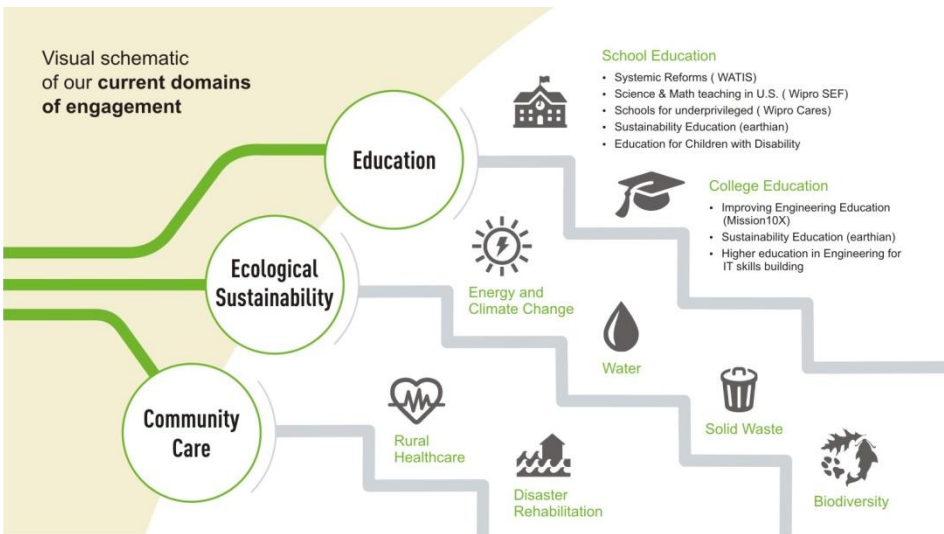 Visual schematic
of our current domains
of engagement
School Education
• Systemic Reforms ( WATIS)
• Science & Math teaching in U.S. ( Wipro SEF)
• Schools for underprivileged ( Wipro Cares)
• Sustainability Education (earthian)
• Education for Children with Disability
Education
College Education
• Improving Engineering Education
(Mission10X)
• Sustainability Education (earthian)
• Higher education in Engineering for
IT skills building
Ecological
Sustainability
Energy and
Climate Change
Water
Solid Waste
Biodiversity
Community
Care
Rural
Healthcare
Disaster
Rehabilitation